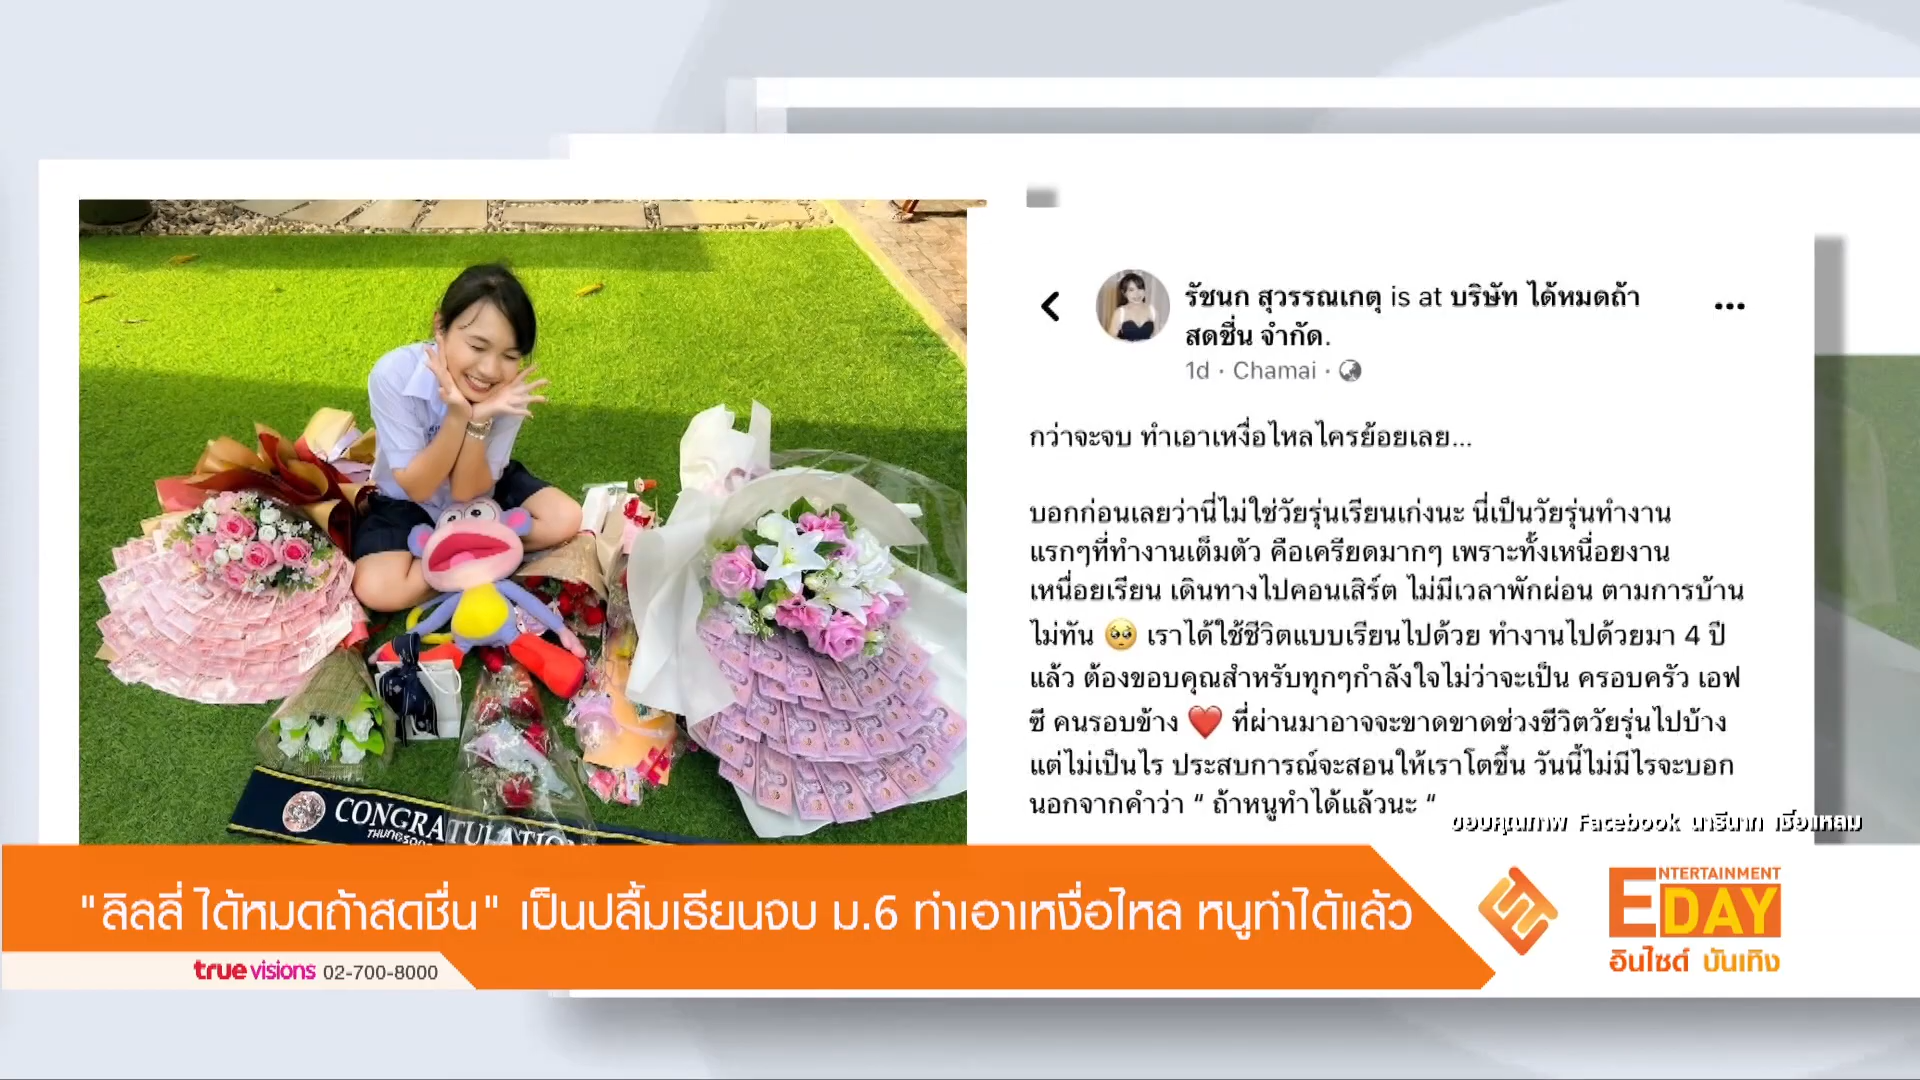 รัชนก สุวรรณเกตุ is at บริษัท ได้หมดถ้า
สดชื่น จำกัด.
1d · Chamai ·
กว่าจะจบ ทำเอาเหงื่อไหลไครย้อยเลย...
บอกก่อนเลยว่านี่ไม่ใช่วัยรุ่นเรียนเก่งนะ นี่เป็นวัยรุ่นทำงาน
แรกๆที่ทำงานเต็มตัว คือเครียดมากๆ เพราะทั้งเหนื่อยงาน
เหนื่อยเรียน เดินทางไปคอนเสิร์ต ไม่มีเวลาพักผ่อน ตามการบ้าน
ไม่ทัน 🥺 เราได้ใช้ชีวิตแบบเรียนไปด้วย ทำงานไปด้วยมา 4 ปี
แล้ว ต้องขอบคุณสำหรับทุกๆกำลังใจไม่ว่าจะเป็น ครอบครัว เอฟ
ซี คนรอบข้าง ❤️ ที่ผ่านมาอาจจะขาดขาดช่วงชีวิตวัยรุ่นไปบ้าง
แต่ไม่เป็นไร ประสบการณ์จะสอนให้เราโตขึ้น วันนี้ไม่มีไรจะบอก
นอกจากคำว่า “ ถ้าหนูทำได้แล้วนะ “
ขอบคุณภาพ Facebook นารีนาท เชื่อแหลม
CONGRATULATION
"ลิลลี่ ได้หมดถ้าสดชื่น" เป็นปลื้มเรียนจบ ม.6 ทำเอาเหงื่อไหล หนูทำได้แล้ว
true visions 02-700-8000
ENTERTAINMENT
DAY
อินไซด์ บันเทิง